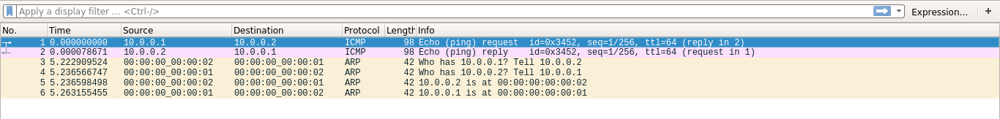 Apply a display filter ... <Ctrl-/> Expression... +
No. Time Source Destination Protocol Length Info
1 0.000000000 10.0.0.1 10.0.0.2 ICMP 98 Echo (ping) request id=0x3452, seq=1/256, ttl=64 (reply in 2)
2 0.000078671 10.0.0.2 10.0.0.1 ICMP 98 Echo (ping) reply id=0x3452, seq=1/256, ttl=64 (request in 1)
3 5.222909524 00:00:00_00:00:02 00:00:00_00:00:01 ARP 42 Who has 10.0.0.1? Tell 10.0.0.2
4 5.236566747 00:00:00_00:00:01 00:00:00_00:00:02 ARP 42 Who has 10.0.0.2? Tell 10.0.0.1
5 5.236598498 00:00:00_00:00:02 00:00:00_00:00:01 ARP 42 10.0.0.2 is at 00:00:00:00:00:02
6 5.263155455 00:00:00_00:00:01 00:00:00_00:00:02 ARP 42 10.0.0.1 is at 00:00:00:00:00:01